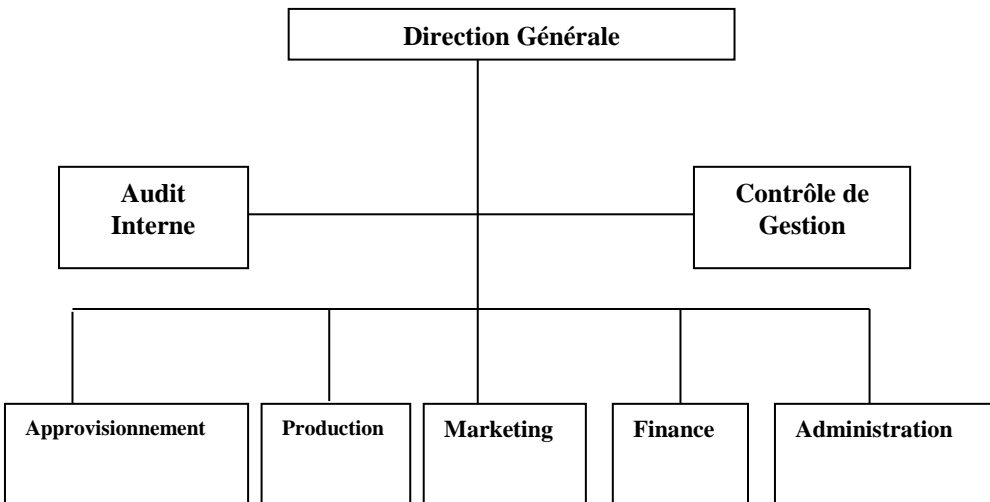 Direction Générale
Audit
Interne
Contrôle de
Gestion
Approvisionnement
Production
Marketing
Finance
Administration